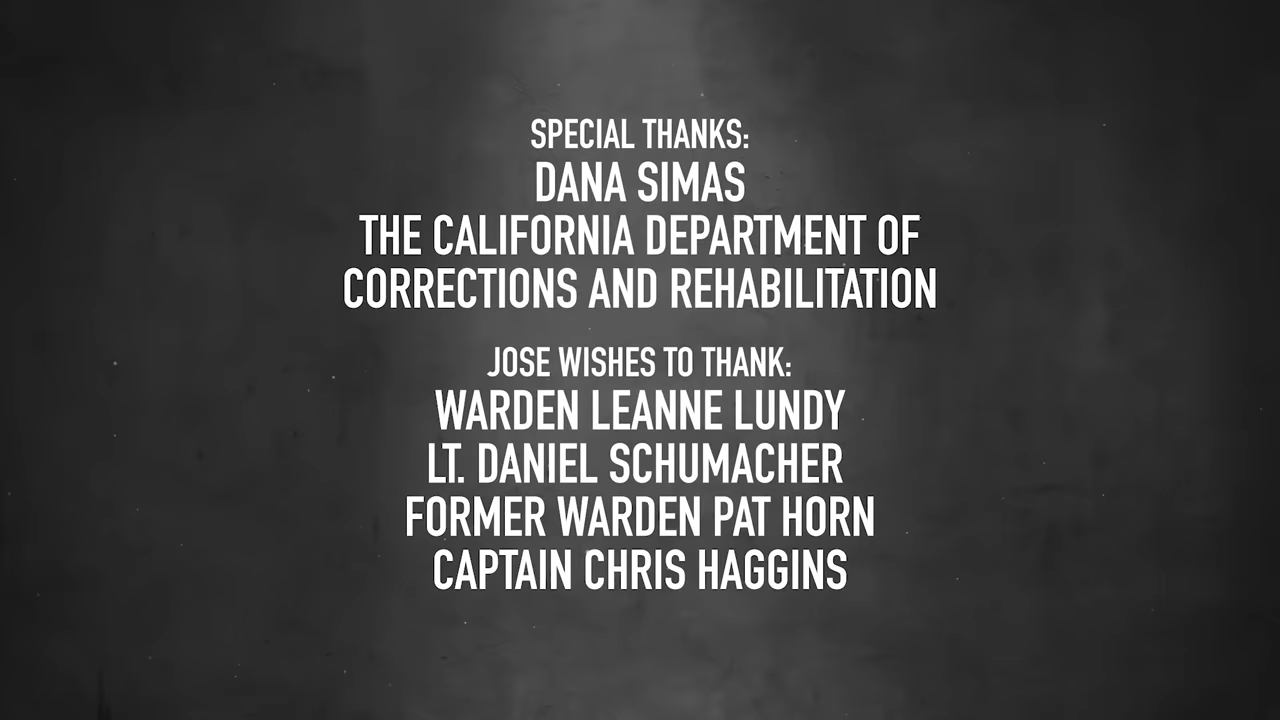 SPECIAL THANKS:
DANA SIMAS
THE CALIFORNIA DEPARTMENT OF
CORRECTIONS AND REHABILITATION
JOSE WISHES TO THANK:
WARDEN LEANNE LUNDY
LT. DANIEL SCHUMACHER
FORMER WARDEN PAT HORN
CAPTAIN CHRIS HAGGINS